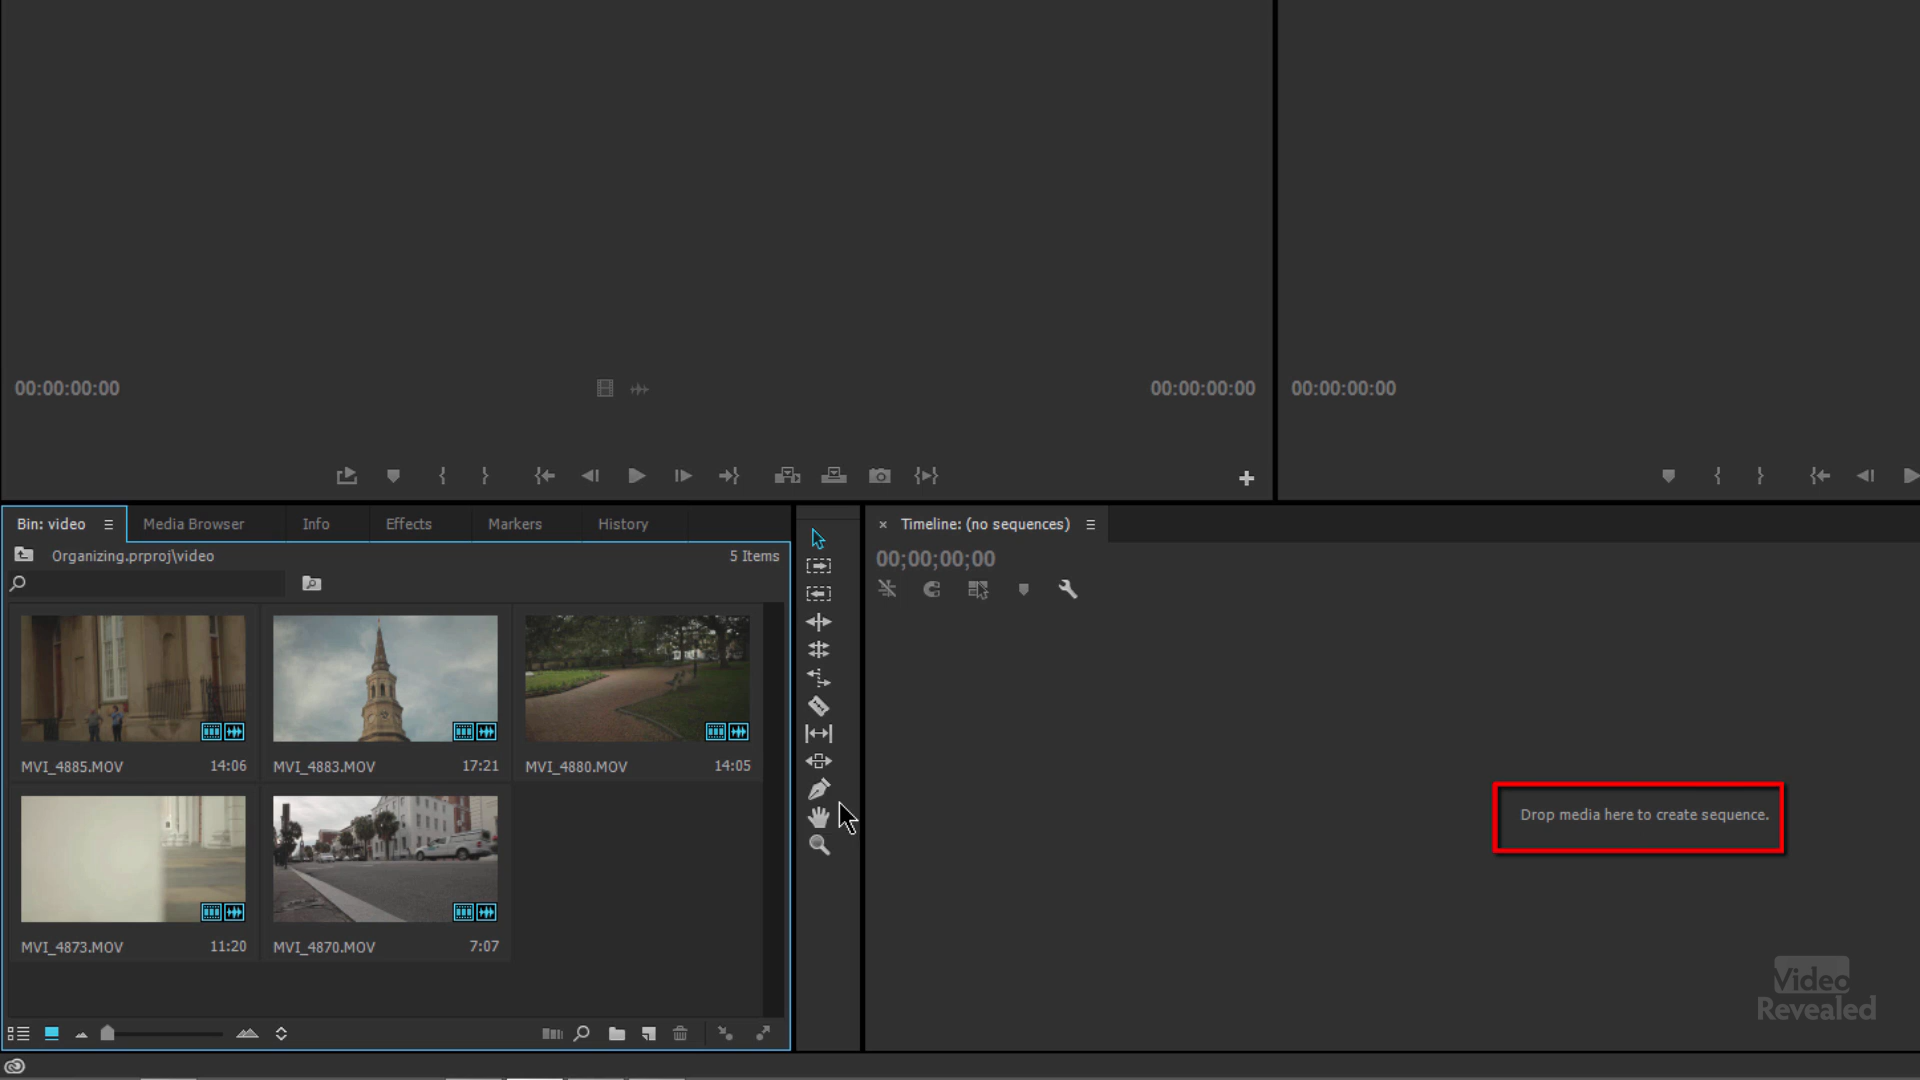 00:00:00:00
00:00:00:00
00:00:00:00
Bin: video
Media Browser
Info
Effects
Markers
History
Organizing.prproj\video
5 Items
MVI_4885.MOV 14:06
MVI_4883.MOV 17:21
MVI_4880.MOV 14:05
MVI_4873.MOV 11:20
MVI_4870.MOV 7:07
× Timeline: (no sequences)
00;00;00;00
Drop media here to create sequence.
Video
Revealed